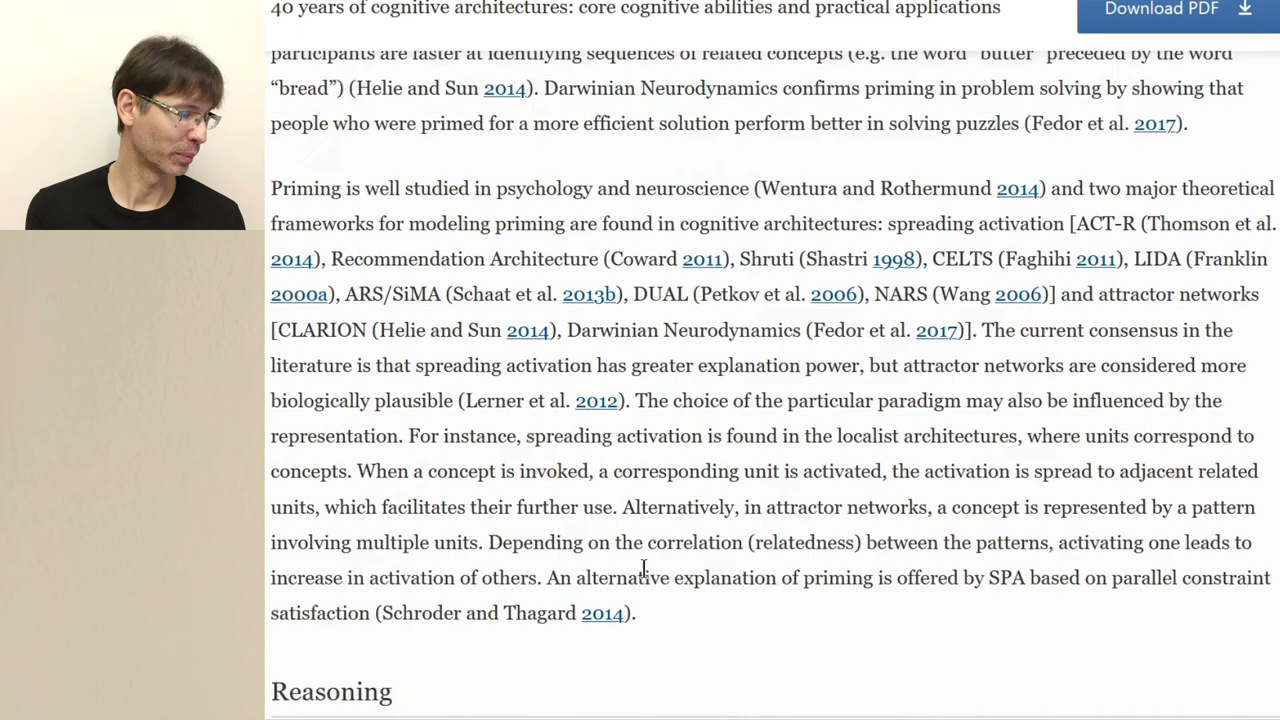 40 years of cognitive architectures: core cognitive abilities and practical applications
Download PDF
participants are faster at identifying sequences of related concepts (e.g. the word “butter” preceded by the word
“bread”) (Helie and Sun 2014). Darwinian Neurodynamics confirms priming in problem solving by showing that
people who were primed for a more efficient solution perform better in solving puzzles (Fedor et al. 2017).
Priming is well studied in psychology and neuroscience (Wentura and Rothermund 2014) and two major theoretical
frameworks for modeling priming are found in cognitive architectures: spreading activation [ACT-R (Thomson et al.
2014), Recommendation Architecture (Coward 2011), Shruti (Shastri 1998), CELTS (Faghihi 2011), LIDA (Franklin
2000a), ARS/SiMA (Schaat et al. 2013b), DUAL (Petkov et al. 2006), NARS (Wang 2006)] and attractor networks
[CLARION (Helie and Sun 2014), Darwinian Neurodynamics (Fedor et al. 2017)]. The current consensus in the
literature is that spreading activation has greater explanation power, but attractor networks are considered more
biologically plausible (Lerner et al. 2012). The choice of the particular paradigm may also be influenced by the
representation. For instance, spreading activation is found in the localist architectures, where units correspond to
concepts. When a concept is invoked, a corresponding unit is activated, the activation is spread to adjacent related
units, which facilitates their further use. Alternatively, in attractor networks, a concept is represented by a pattern
involving multiple units. Depending on the correlation (relatedness) between the patterns, activating one leads to
increase in activation of others. An alternative explanation of priming is offered by SPA based on parallel constraint
satisfaction (Schroder and Thagard 2014).
Reasoning